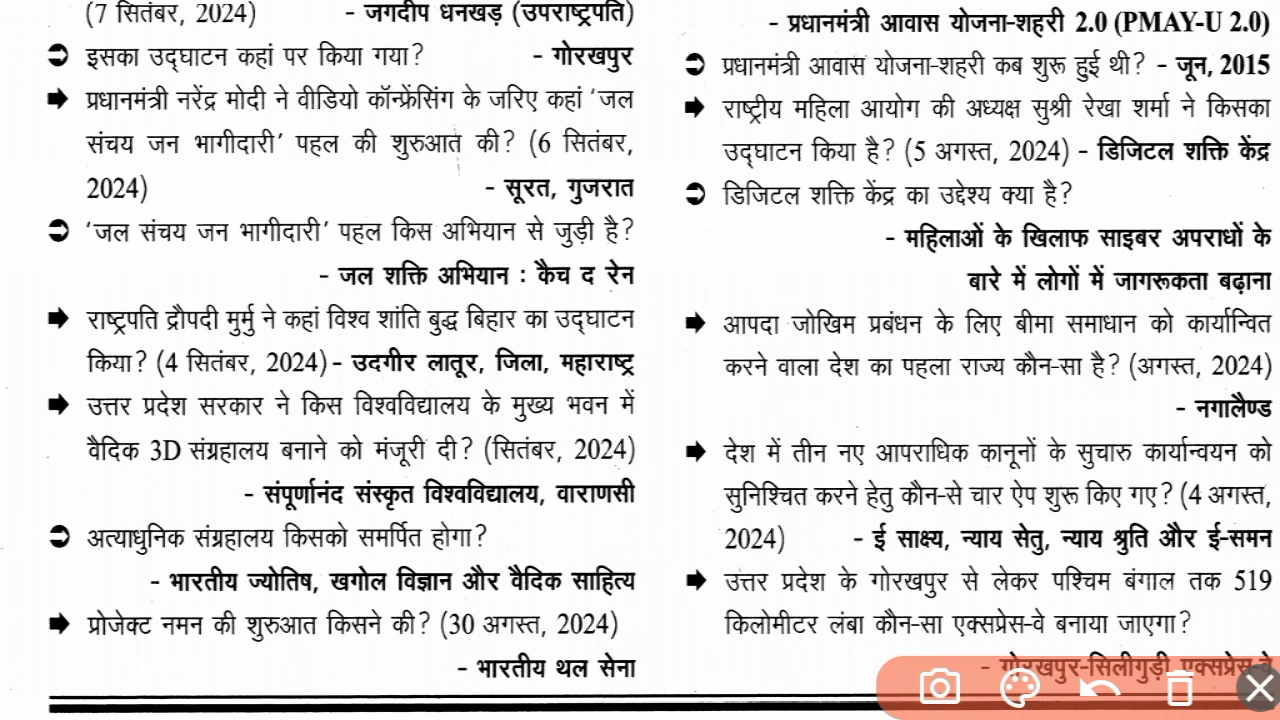 (7 सितंबर, 2024) - जगदीप धनखड़ (उपराष्ट्रपति)
इसका उद्घाटन कहां पर किया गया? - गोरखपुर
प्रधानमंत्री नरेंद्र मोदी ने वीडियो कॉन्फ्रेंसिंग के जरिए कहां 'जल
संचय जन भागीदारी' पहल की शुरुआत की? (6 सितंबर,
2024) - सूरत, गुजरात
'जल संचय जन भागीदारी' पहल किस अभियान से जुड़ी है?
- जल शक्ति अभियान : कैच द रेन
राष्ट्रपति द्रौपदी मुर्मु ने कहां विश्व शांति बुद्ध बिहार का उद्घाटन
किया? (4 सितंबर, 2024) - उदगीर लातूर, जिला, महाराष्ट्र
उत्तर प्रदेश सरकार ने किस विश्वविद्यालय के मुख्य भवन में
वैदिक 3D संग्रहालय बनाने को मंजूरी दी? (सितंबर, 2024)
- संपूर्णानंद संस्कृत विश्वविद्यालय, वाराणसी
अत्याधुनिक संग्रहालय किसको समर्पित होगा?
- भारतीय ज्योतिष, खगोल विज्ञान और वैदिक साहित्य
प्रोजेक्ट नमन की शुरुआत किसने की? (30 अगस्त, 2024)
- भारतीय थल सेना
- प्रधानमंत्री आवास योजना-शहरी 2.0 (PMAY-U 2.0)
प्रधानमंत्री आवास योजना-शहरी कब शुरू हुई थी? - जून, 2015
राष्ट्रीय महिला आयोग की अध्यक्ष सुश्री रेखा शर्मा ने किसका
उद्घाटन किया है? (5 अगस्त, 2024) - डिजिटल शक्ति केंद्र
डिजिटल शक्ति केंद्र का उद्देश्य क्या है?
- महिलाओं के खिलाफ साइबर अपराधों के
बारे में लोगों में जागरूकता बढ़ाना
आपदा जोखिम प्रबंधन के लिए बीमा समाधान को कार्यान्वित
करने वाला देश का पहला राज्य कौन-सा है? (अगस्त, 2024)
- नगालैण्ड
देश में तीन नए आपराधिक कानूनों के सुचारु कार्यान्वयन को
सुनिश्चित करने हेतु कौन-से चार ऐप शुरू किए गए? (4 अगस्त,
2024) - ई साक्ष्य, न्याय सेतु, न्याय श्रुति और ई-समन
उत्तर प्रदेश के गोरखपुर से लेकर पश्चिम बंगाल तक 519
किलोमीटर लंबा कौन-सा एक्सप्रेस-वे बनाया जाएगा?
- गोरखपुर-सिलीगुड़ी एक्सप्रेस-वे